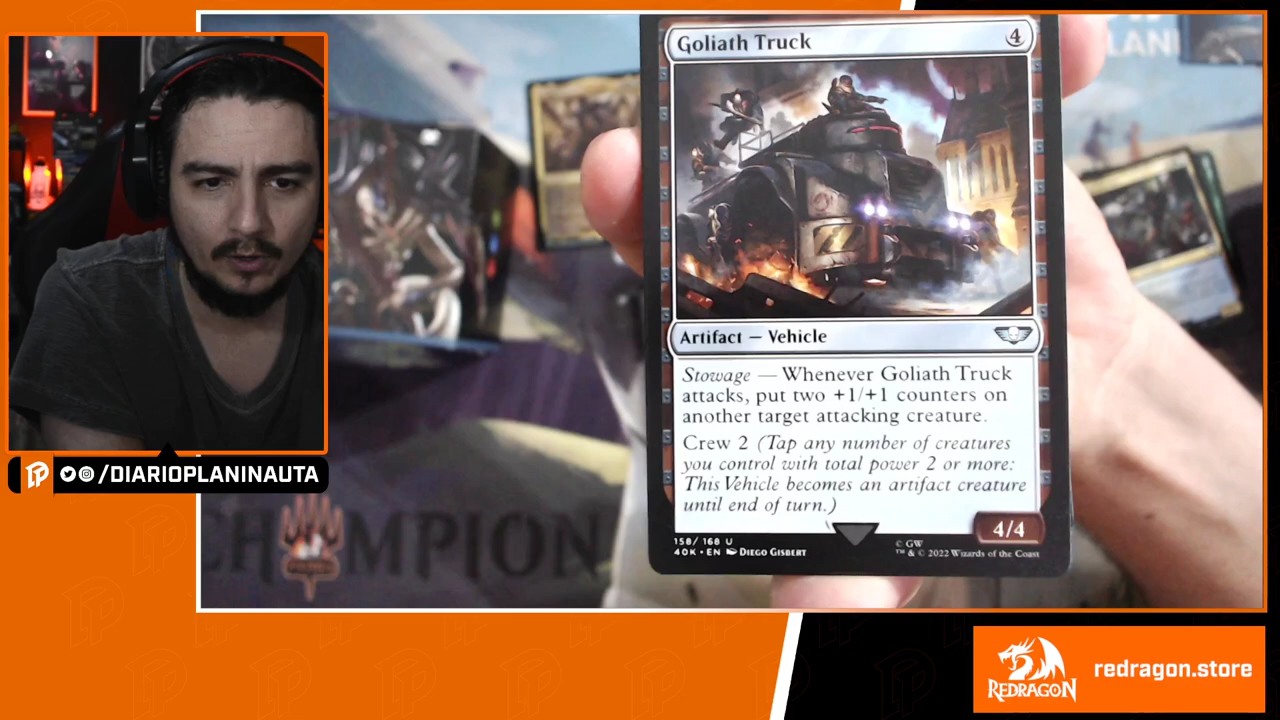 Goliath Truck 4
Artifact — Vehicle
Stowage — Whenever Goliath Truck
attacks, put two +1/+1 counters on
another target attacking creature.
Crew 2 (Tap any number of creatures
you control with total power 2 or more:
This Vehicle becomes an artifact creature
until end of turn.)
4/4
158/168 U
40K • EN Diego Gisbert
© GW
™ & © 2022 Wizards of the Coast
/DIARIOPLANINAUTA
CHAMPION
REDRAGON
redragon.store